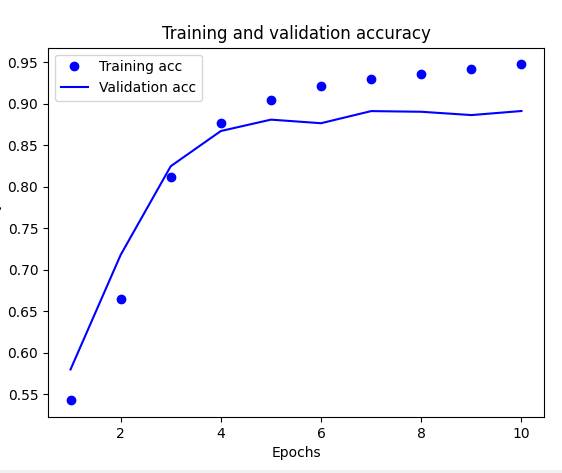 Training and validation accuracy
Training acc
Validation acc
0.95
0.90
0.85
0.80
0.75
0.70
0.65
0.60
0.55
2 4 6 8 10
Epochs